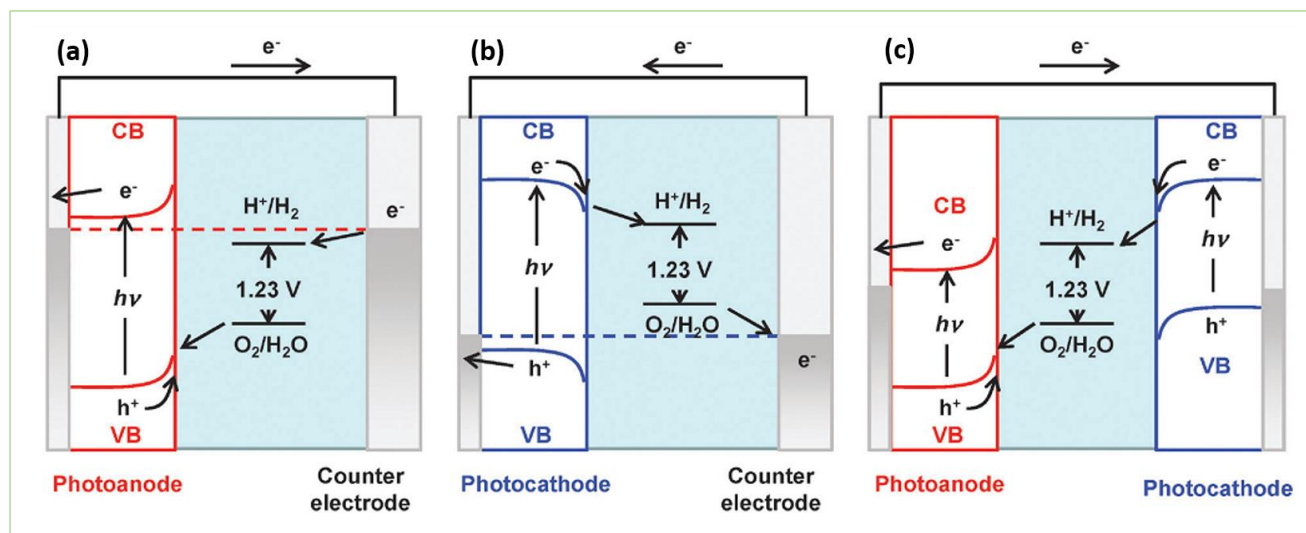 (a)
e⁻
CB
e⁻
H⁺/H₂
e⁻
hν
1.23 V
O₂/H₂O
h⁺
VB
Photoanode
Counter
electrode
(b)
e⁻
CB
e⁻
H⁺/H₂
hν
1.23 V
O₂/H₂O
h⁺
e⁻
VB
Photocathode
Counter
electrode
(c)
e⁻
CB
e⁻
CB
H⁺/H₂
e⁻
hν
1.23 V
hν
O₂/H₂O
h⁺
h⁺
VB
VB
Photoanode
Photocathode